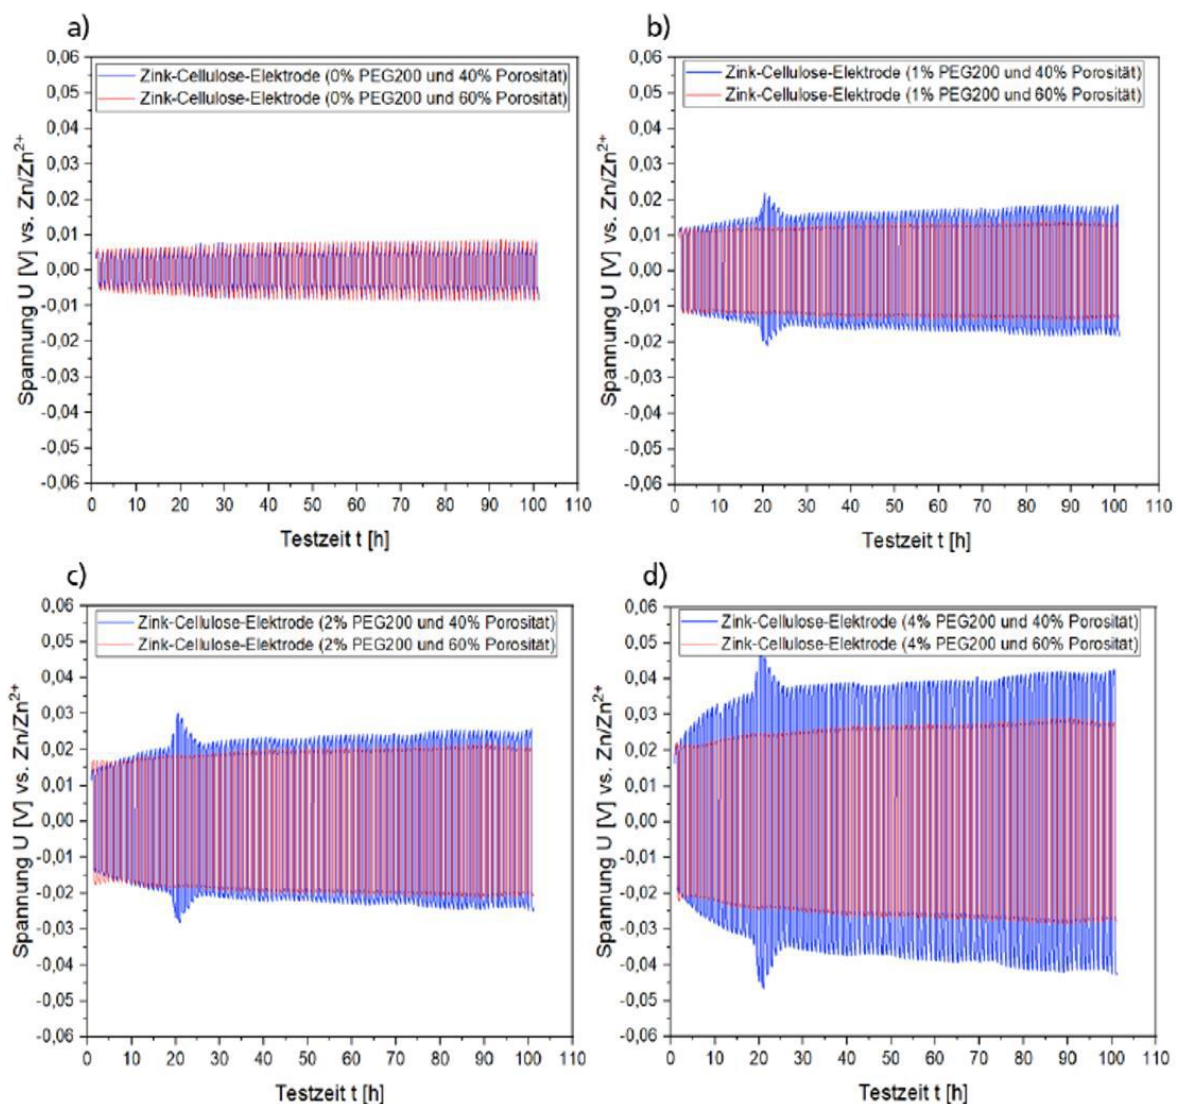 a)
0,06
0,05
0,04
0,03
0,02
0,01
0,00
-0,01
-0,02
-0,03
-0,04
-0,05
-0,06
Spannung U [V] vs. Zn/Zn²⁺
Zink-Cellulose-Elektrode (0% PEG200 und 40% Porosität)
Zink-Cellulose-Elektrode (0% PEG200 und 60% Porosität)
0 10 20 30 40 50 60 70 80 90 100 110
Testzeit t [h]
b)
0,06
0,05
0,04
0,03
0,02
0,01
0,00
-0,01
-0,02
-0,03
-0,04
-0,05
-0,06
Spannung U [V] vs. Zn/Zn²⁺
Zink-Cellulose-Elektrode (1% PEG200 und 40% Porosität)
Zink-Cellulose-Elektrode (1% PEG200 und 60% Porosität)
0 10 20 30 40 50 60 70 80 90 100 110
Testzeit t [h]
c)
0,06
0,05
0,04
0,03
0,02
0,01
0,00
-0,01
-0,02
-0,03
-0,04
-0,05
-0,06
Spannung U [V] vs. Zn/Zn²⁺
Zink-Cellulose-Elektrode (2% PEG200 und 40% Porosität)
Zink-Cellulose-Elektrode (2% PEG200 und 60% Porosität)
0 10 20 30 40 50 60 70 80 90 100 110
Testzeit t [h]
d)
0,06
0,05
0,04
0,03
0,02
0,01
0,00
-0,01
-0,02
-0,03
-0,04
-0,05
-0,06
Spannung U [V] vs. Zn/Zn²⁺
Zink-Cellulose-Elektrode (4% PEG200 und 40% Porosität)
Zink-Cellulose-Elektrode (4% PEG200 und 60% Porosität)
0 10 20 30 40 50 60 70 80 90 100 110
Testzeit t [h]